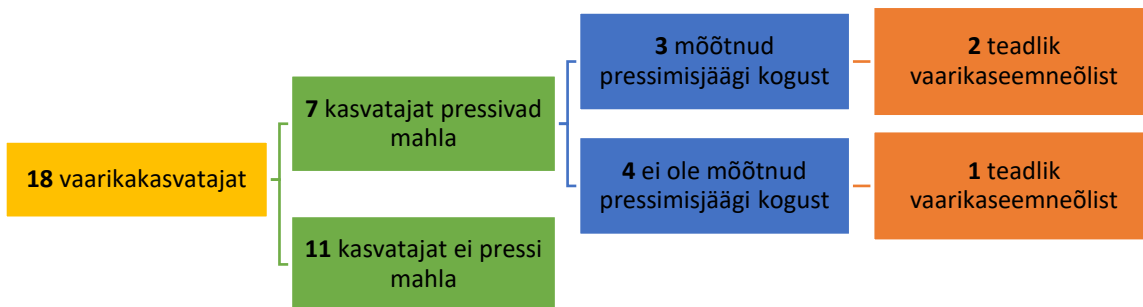 18 vaarikakasvatajat
7 kasvatajat pressivad
mahla
11 kasvatajat ei pressi
mahla
3 mõõtnud
pressimisjäägi kogust
4 ei ole mõõtnud
pressimisjäägi kogust
2 teadlik
vaarikaseemneõlist
1 teadlik
vaarikaseemneõlist